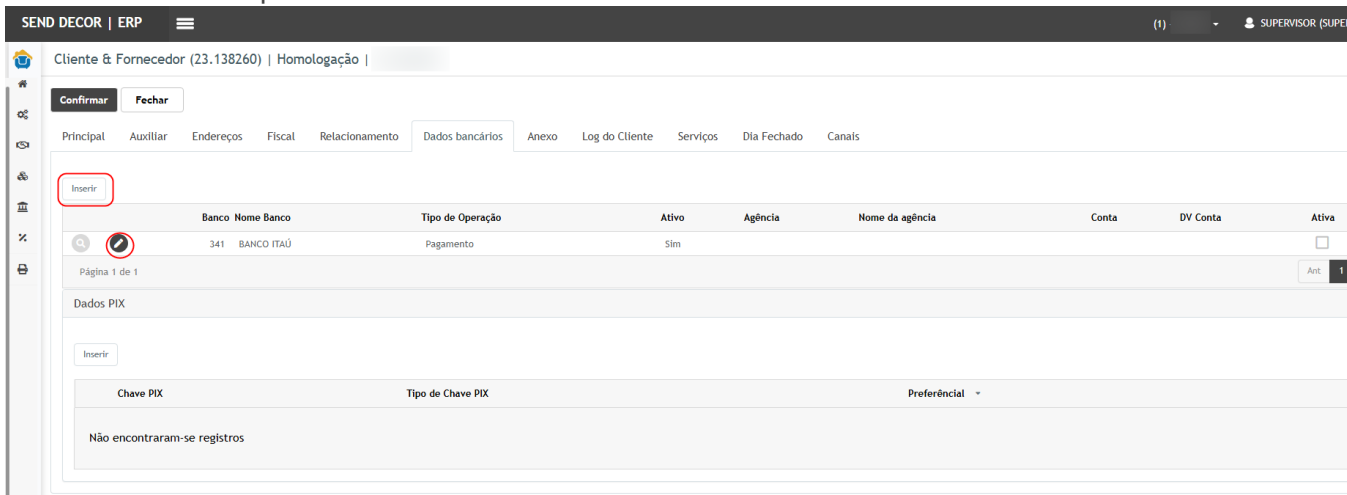 SEND DECOR | ERP (1) SUPERVISOR
Cliente & Fornecedor (23.138260) | Homologação |
Confirmar Fechar
Principal Auxiliar Endereços Fiscal Relacionamento Dados bancários Anexo Log do Cliente Serviços Dia Fechado Canais
Inserir
Banco Nome Banco Tipo de Operação Ativo Agência Nome da agência Conta DV Conta Ativa
341 BANCO ITAÚ Pagamento Sim
Página 1 de 1 Ant 1
Dados PIX
Inserir
Chave PIX Tipo de Chave PIX Preferêncial
Não encontraram-se registros